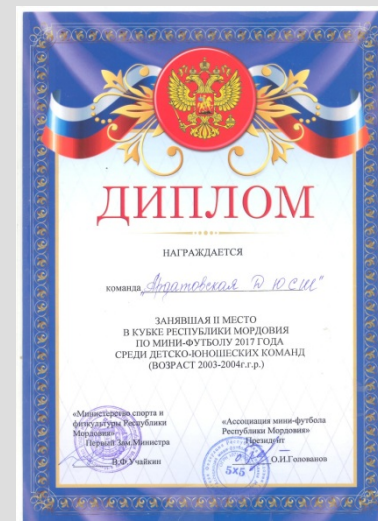 ДИПЛОМ
НАГРАЖДАЕТСЯ
команда „Ардатовская ДЮСШ"
ЗАНЯВШАЯ II МЕСТО
В КУБКЕ РЕСПУБЛИКИ МОРДОВИЯ
ПО МИНИ-ФУТБОЛУ 2017 ГОДА
СРЕДИ ДЕТСКО-ЮНОШЕСКИХ КОМАНД
(ВОЗРАСТ 2003-2004г.г.р.)
«Министерство спорта и
физкультуры Республики
Мордовия»
Первый Зам.Министра
В.Ф.Учайкин
«Ассоциация мини-футбола
Республики Мордовия»
Президент
О.И.Голованов
5х5